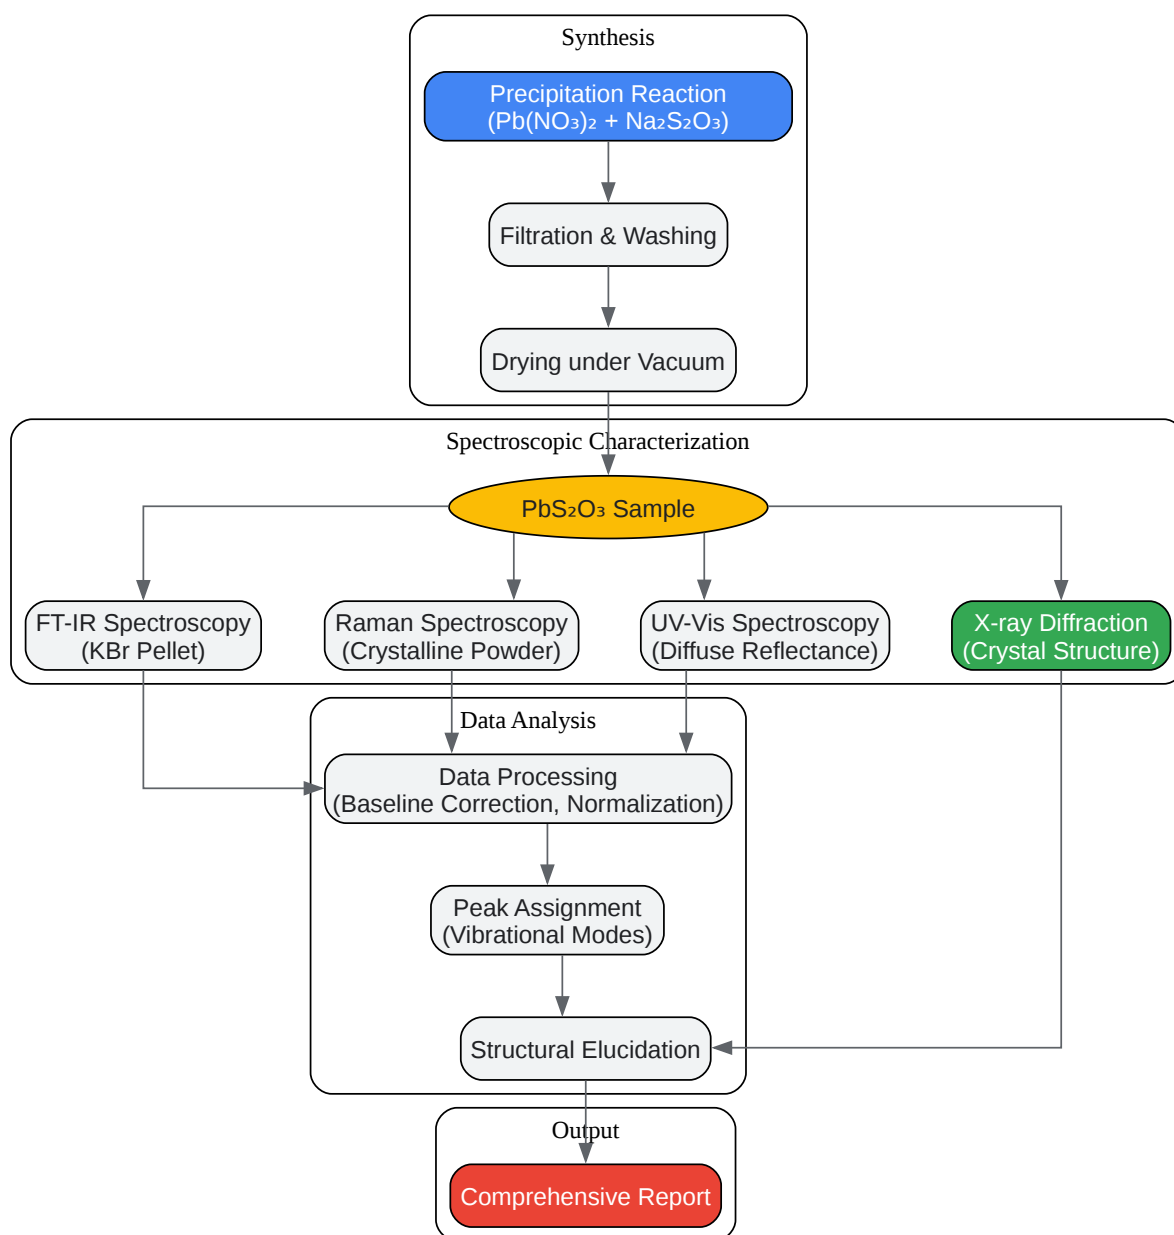 Synthesis
Precipitation Reaction
(Pb(NO₃)₂ + Na₂S₂O₃)
Filtration & Washing
Drying under Vacuum
Spectroscopic Characterization
PbS₂O₃ Sample
FT-IR Spectroscopy
(KBr Pellet)
Raman Spectroscopy
(Crystalline Powder)
UV-Vis Spectroscopy
(Diffuse Reflectance)
X-ray Diffraction
(Crystal Structure)
Data Analysis
Data Processing
(Baseline Correction, Normalization)
Peak Assignment
(Vibrational Modes)
Structural Elucidation
Output
Comprehensive Report